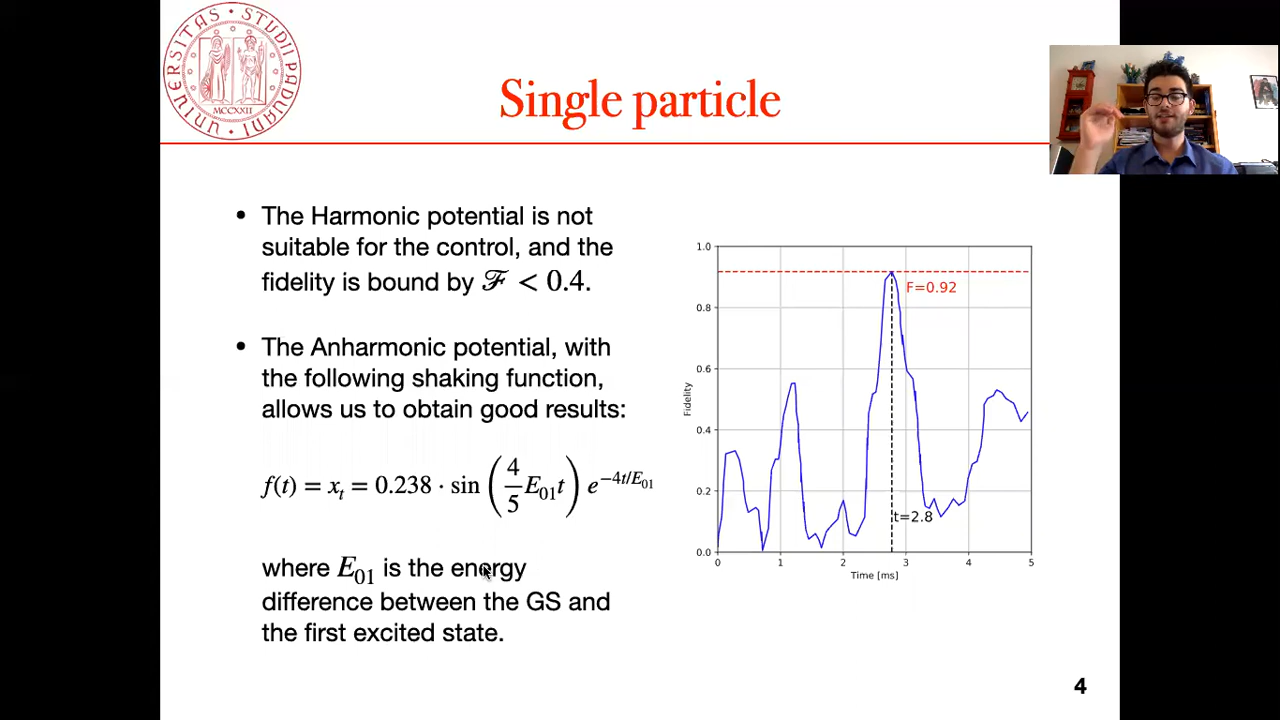 UNIVERSITAS STUDII PADUANI
MCCXXII
Single particle
• The Harmonic potential is not
suitable for the control, and the
fidelity is bound by ℱ < 0.4.
• The Anharmonic potential, with
the following shaking function,
allows us to obtain good results:
f(t) = x_t = 0.238 · sin (4/5 E_01 t) e^{−4t/E_01}
where E_01 is the energy
difference between the GS and
the first excited state.
1.0
0.8
0.6
0.4
0.2
0.0
Fidelity
F=0.92
t=2.8
0 1 2 3 4 5
Time [ms]
4